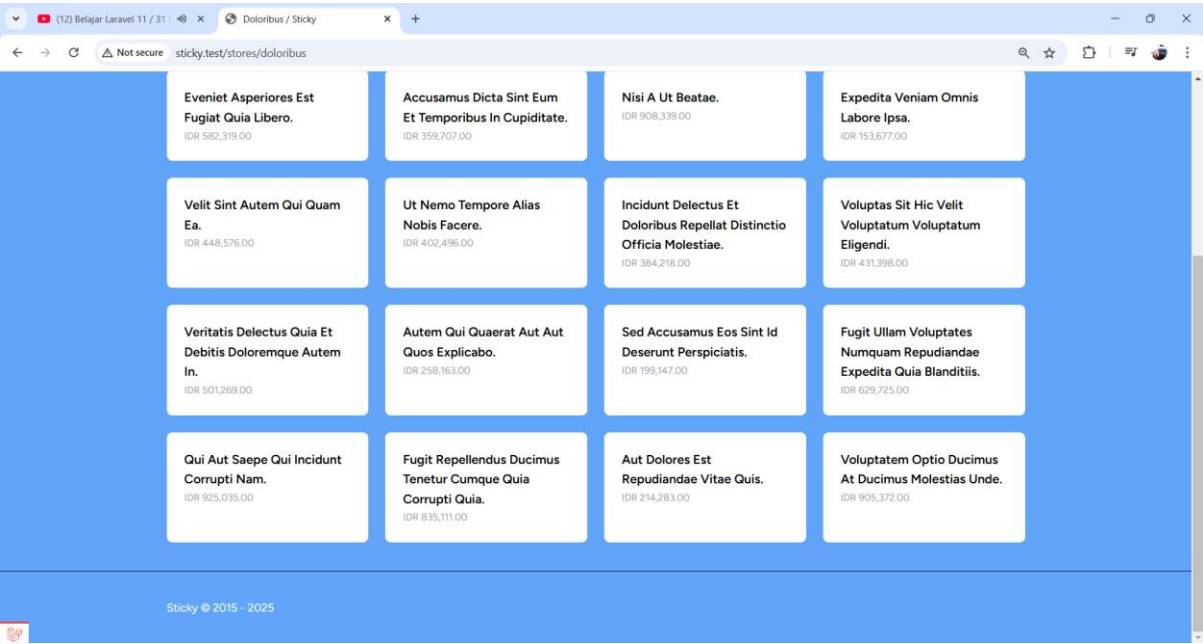 (12) Belajar Laravel 11 / 31
Doloribus / Sticky
Not secure
sticky.test/stores/doloribus
Eveniet Asperiores Est
Fugiat Quia Libero.
IDR 582,319.00
Accusamus Dicta Sint Eum
Et Temporibus In Cupiditate.
IDR 359,707.00
Nisi A Ut Beatae.
IDR 908,339.00
Expedita Veniam Omnis
Labore Ipsa.
IDR 153,677.00
Velit Sint Autem Qui Quam
Ea.
IDR 448,576.00
Ut Nemo Tempore Alias
Nobis Facere.
IDR 402,496.00
Incidunt Delectus Et
Doloribus Repellat Distinctio
Officia Molestiae.
IDR 384,218.00
Voluptas Sit Hic Velit
Voluptatum Voluptatum
Eligendi.
IDR 431,398.00
Veritatis Delectus Quia Et
Debitis Doloremque Autem
In.
IDR 501,269.00
Autem Qui Quaerat Aut Aut
Quos Explicabo.
IDR 258,163.00
Sed Accusamus Eos Sint Id
Deserunt Perspiciatis.
IDR 199,147.00
Fugit Ullam Voluptates
Numquam Repudiandae
Expedita Quia Blanditiis.
IDR 629,725.00
Qui Aut Saepe Qui Incidunt
Corrupti Nam.
IDR 925,035.00
Fugit Repellendus Ducimus
Tenetur Cumque Quia
Corrupti Quia.
IDR 835,111.00
Aut Dolores Est
Repudiandae Vitae Quis.
IDR 214,283.00
Voluptatem Optio Ducimus
At Ducimus Molestias Unde.
IDR 905,372.00
Sticky © 2015 - 2025